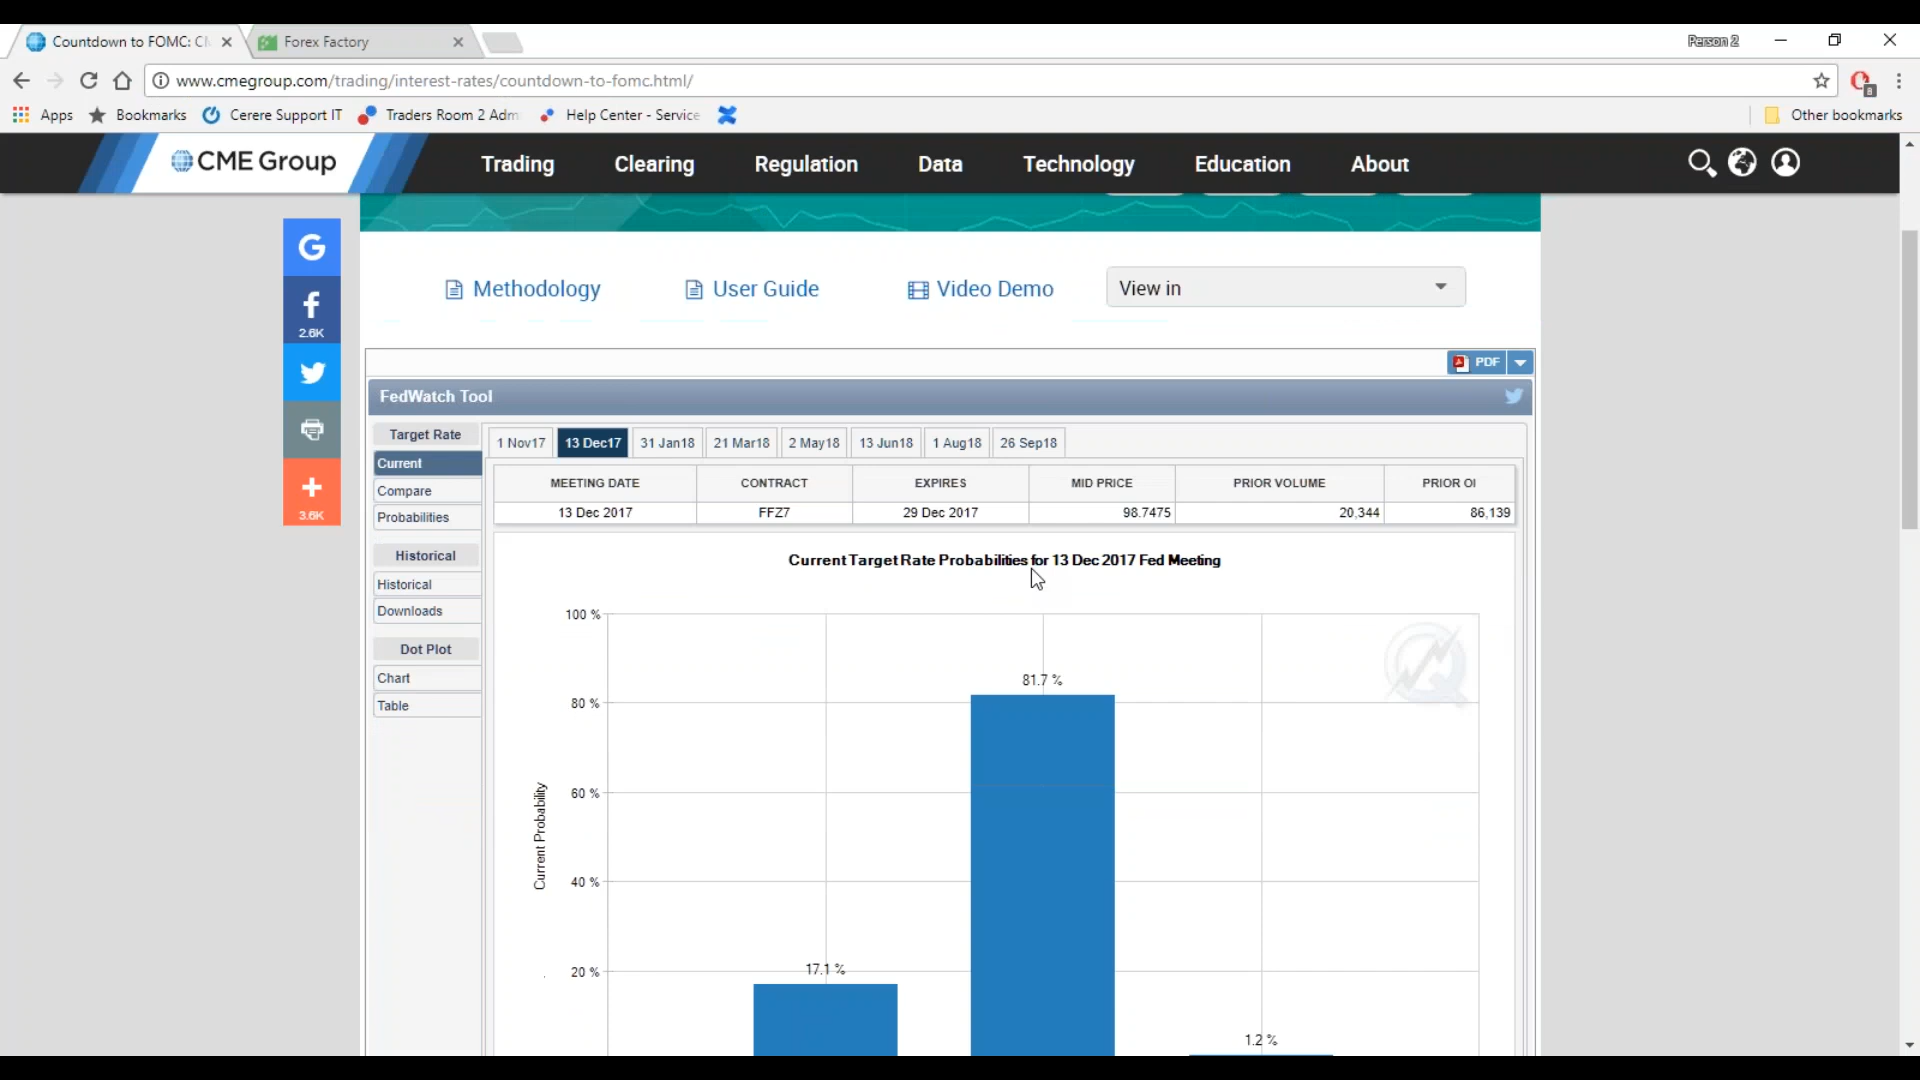 Countdown to FOMC: C
Forex Factory
Person 2
www.cmegroup.com/trading/interest-rates/countdown-to-fomc.html/
8
Apps
Bookmarks
Cerere Support IT
Traders Room 2 Adm
Help Center - Service
Other bookmarks
CME Group
Trading
Clearing
Regulation
Data
Technology
Education
About
G
f
2.6K
+
3.6K
Methodology
User Guide
Video Demo
View in
PDF
FedWatch Tool
Target Rate
Current
Compare
Probabilities
Historical
Historical
Downloads
Dot Plot
Chart
Table
1 Nov17 13 Dec17 31 Jan18 21 Mar18 2 May18 13 Jun18 1 Aug18 26 Sep18
MEETING DATE CONTRACT EXPIRES MID PRICE PRIOR VOLUME PRIOR OI
13 Dec 2017 FFZ7 29 Dec 2017 98.7475 20,344 86,139
Current Target Rate Probabilities for 13 Dec 2017 Fed Meeting
Current Probability
100 %
80 %
60 %
40 %
20 %
17.1 %
81.7 %
1.2 %